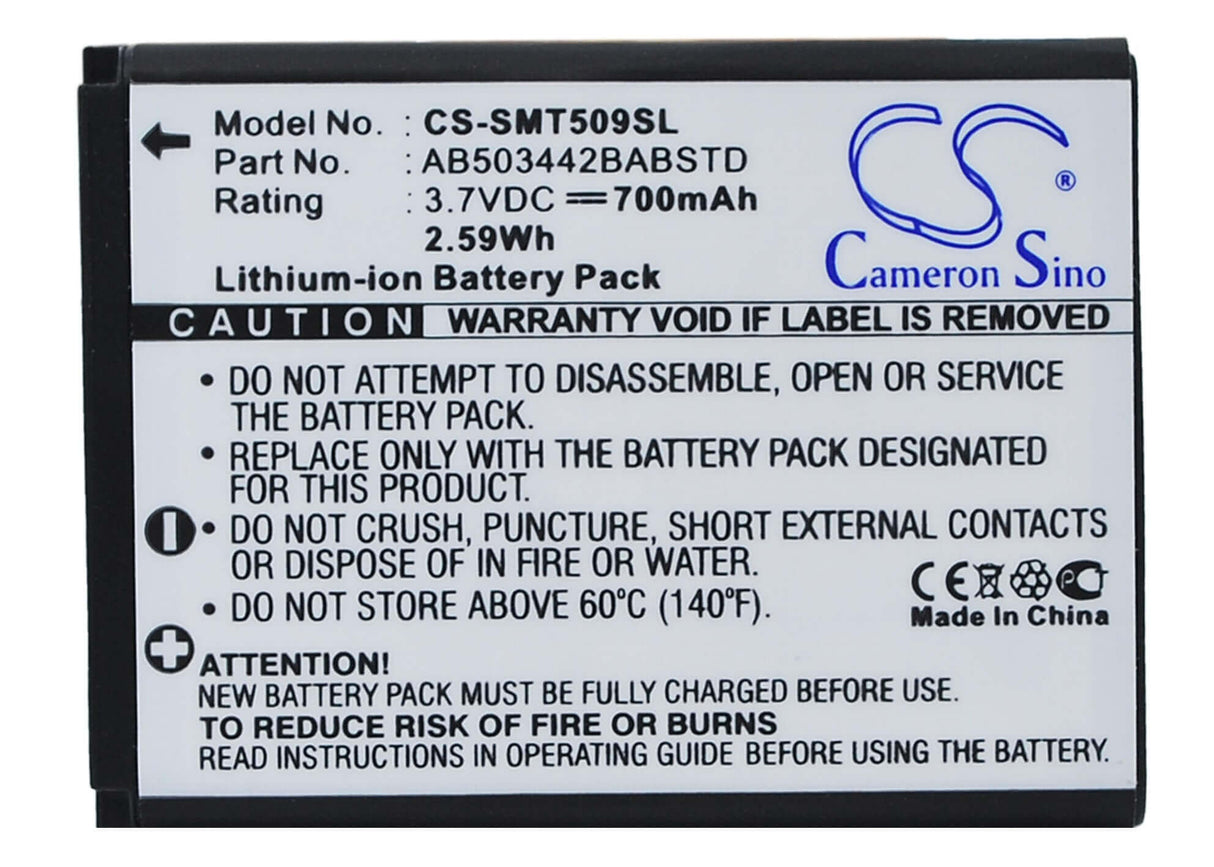 Model No. : CS-SMT509SL
Part No. : AB503442BABSTD
Rating : 3.7VDC 700mAh
2.59Wh
Lithium-ion Battery Pack
CS ®
Cameron Sino
CAUTION WARRANTY VOID IF LABEL IS REMOVED
• DO NOT ATTEMPT TO DISASSEMBLE, OPEN OR SERVICE
THE BATTERY PACK.
• REPLACE ONLY WITH THE BATTERY PACK DESIGNATED
FOR THIS PRODUCT.
• DO NOT CRUSH, PUNCTURE, SHORT EXTERNAL CONTACTS
OR DISPOSE OF IN FIRE OR WATER.
• DO NOT STORE ABOVE 60°C (140°F).
CE
Made In China
ATTENTION!
NEW BATTERY PACK MUST BE FULLY CHARGED BEFORE USE.
TO REDUCE RISK OF FIRE OR BURNS
READ INSTRUCTIONS IN OPERATING GUIDE BEFORE USING THE BATTERY.